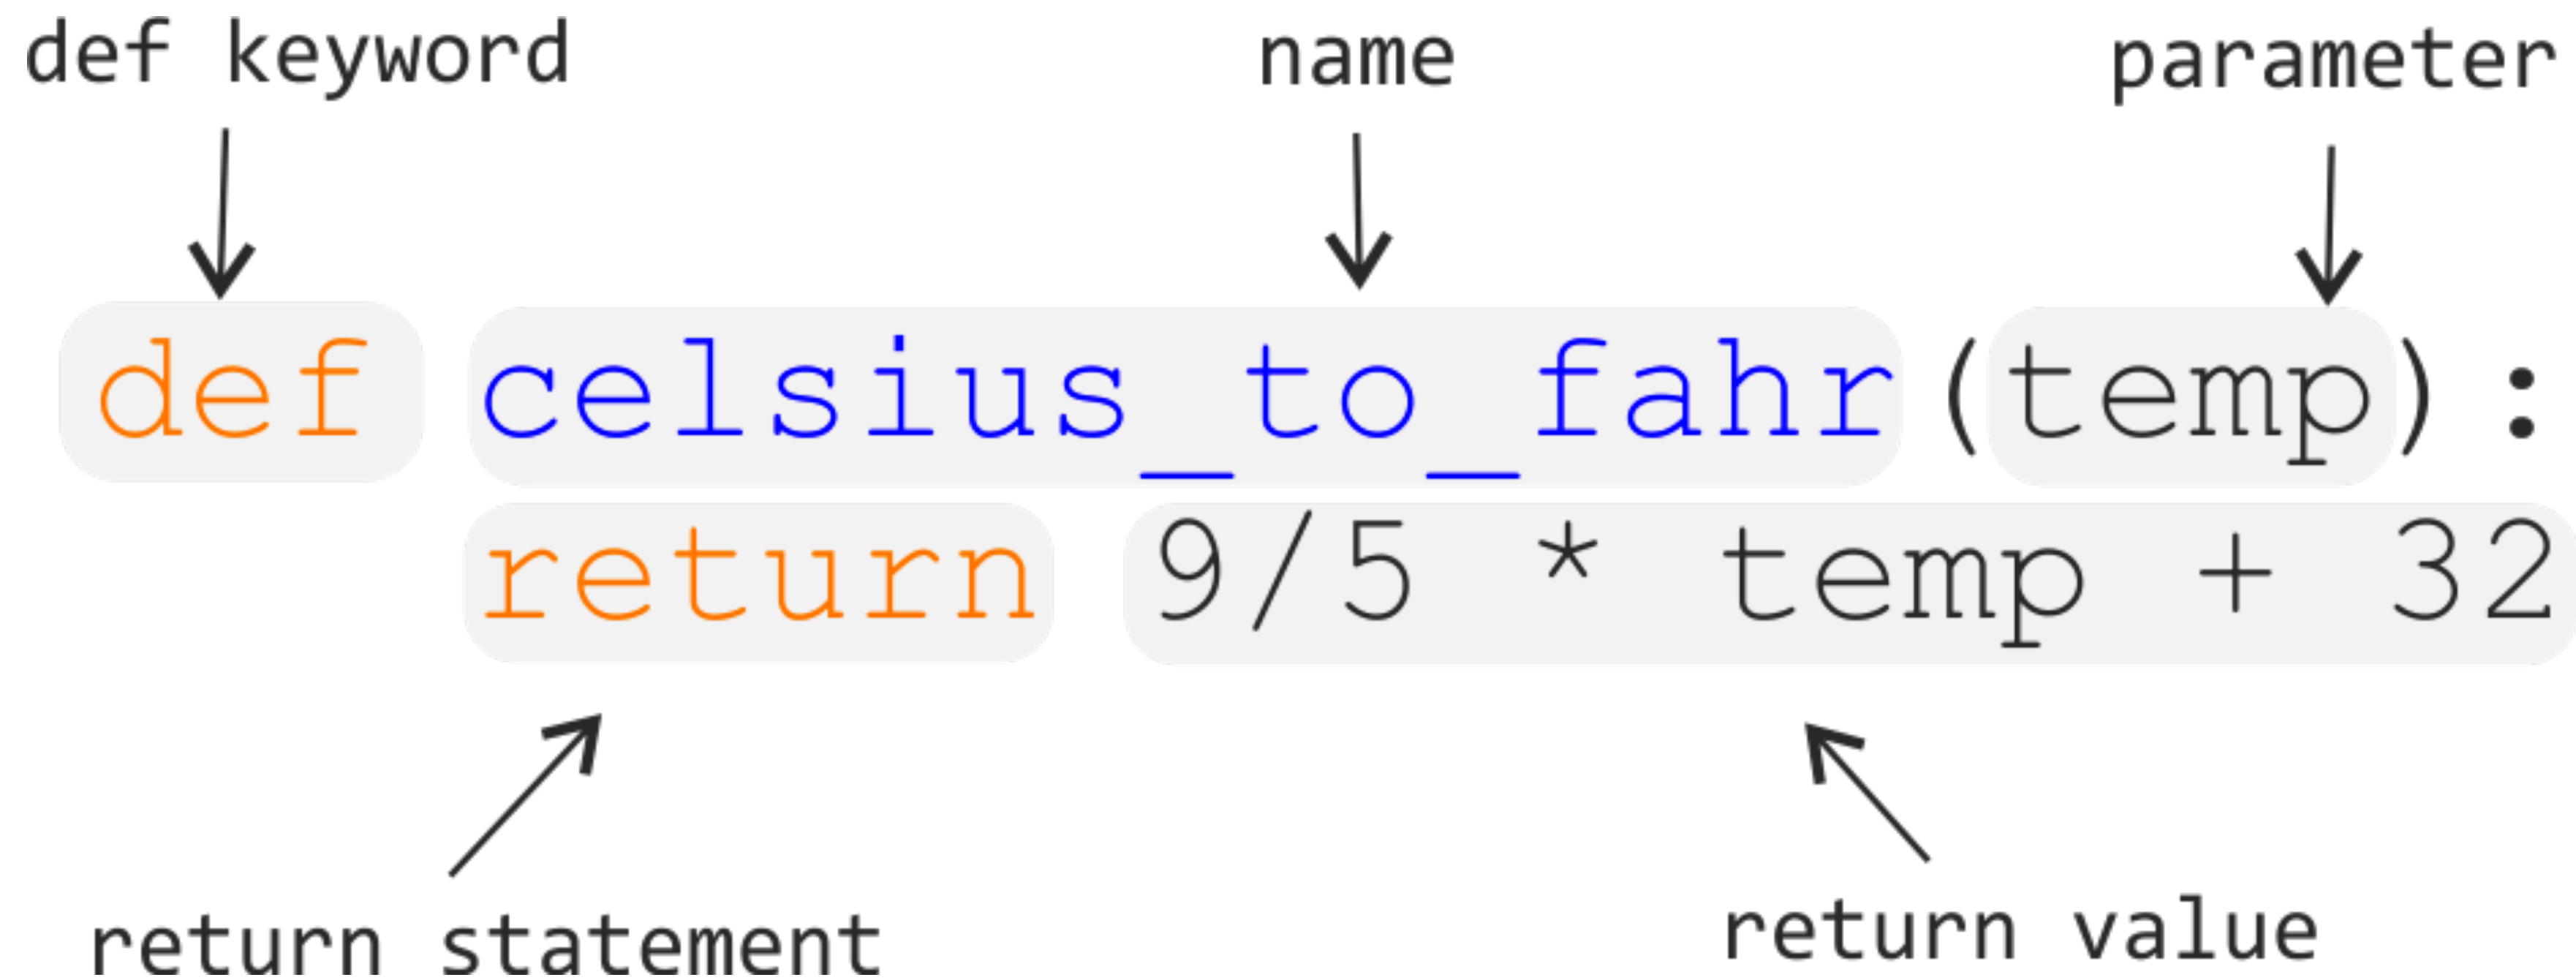 def keyword name parameter
def celsius_to_fahr(temp):
return 9/5 * temp + 32
return statement return value